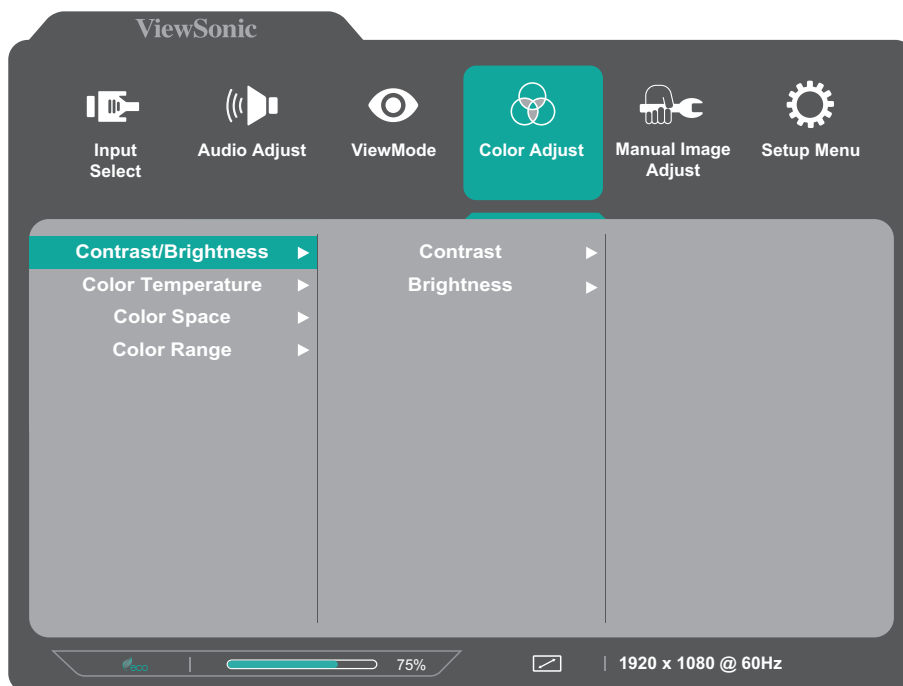 ViewSonic
Input
Select
Audio Adjust
ViewMode
Color Adjust
Manual Image
Adjust
Setup Menu
Contrast/Brightness
Color Temperature
Color Space
Color Range
Contrast
Brightness
eco
75%
1920 x 1080 @ 60Hz